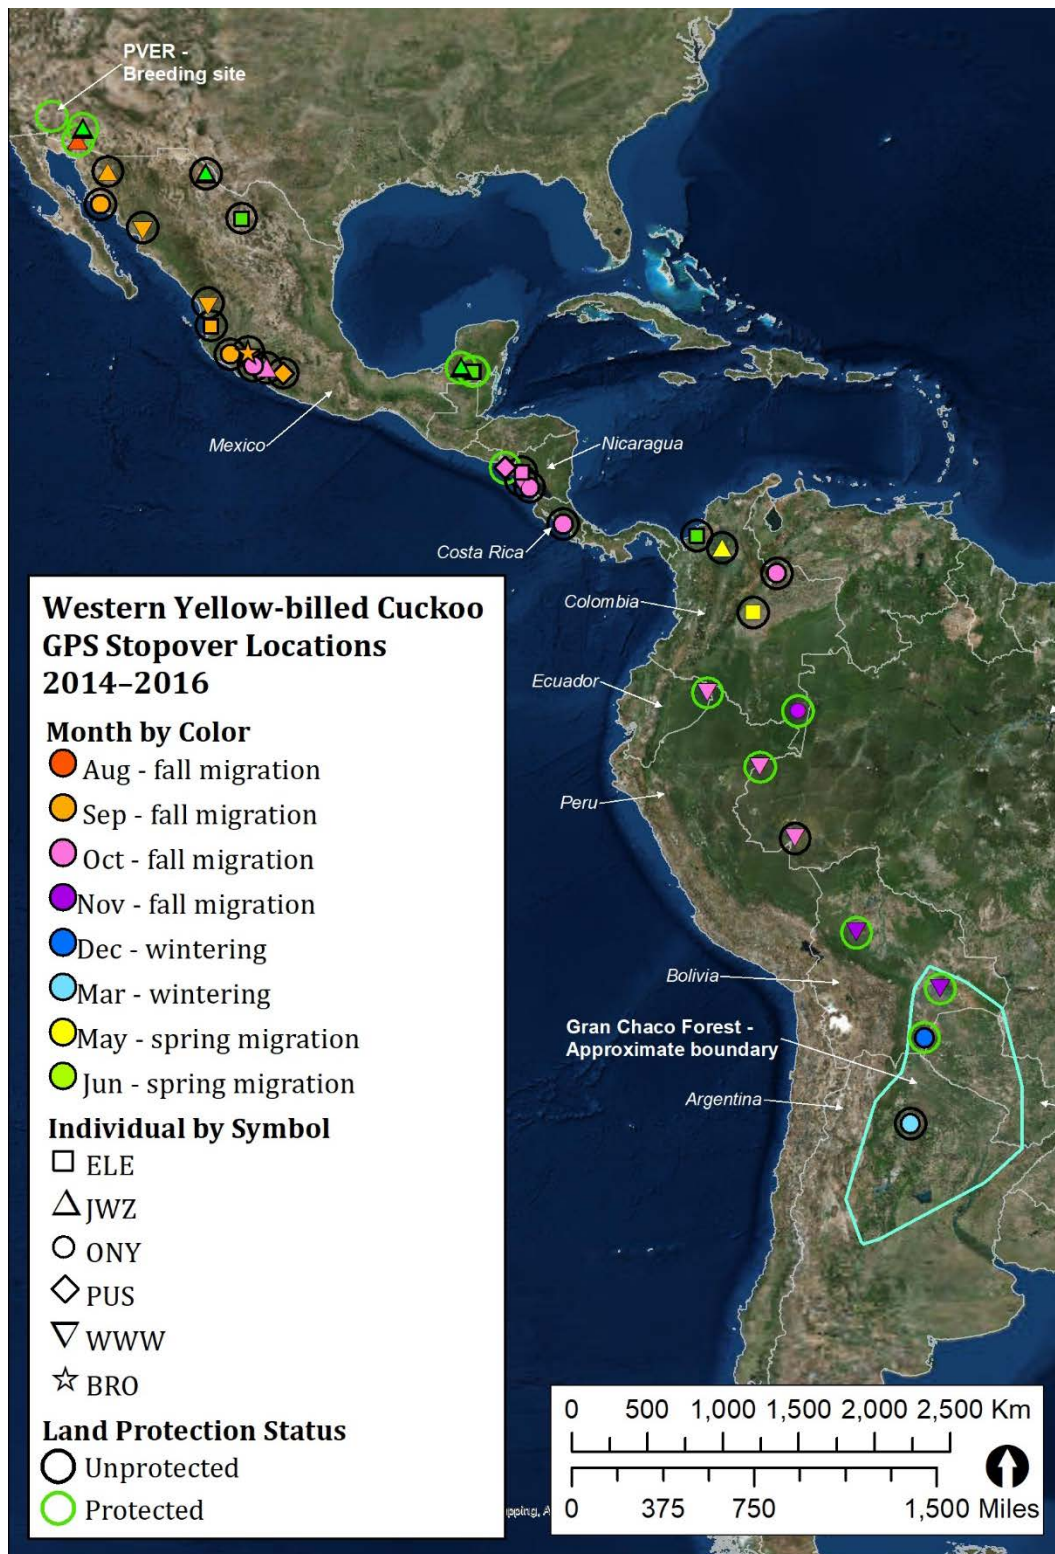 PVER -
Breeding site
Mexico
Nicaragua
Costa Rica
Colombia
Ecuador
Peru
Bolivia
Gran Chaco Forest -
Approximate boundary
Argentina
Western Yellow-billed Cuckoo
GPS Stopover Locations
2014–2016
Month by Color
Aug - fall migration
Sep - fall migration
Oct - fall migration
Nov - fall migration
Dec - wintering
Mar - wintering
May - spring migration
Jun - spring migration
Individual by Symbol
ELE
JWZ
ONY
PUS
WWW
BRO
Land Protection Status
Unprotected
Protected
0 500 1,000 1,500 2,000 2,500 Km
0 375 750 1,500 Miles